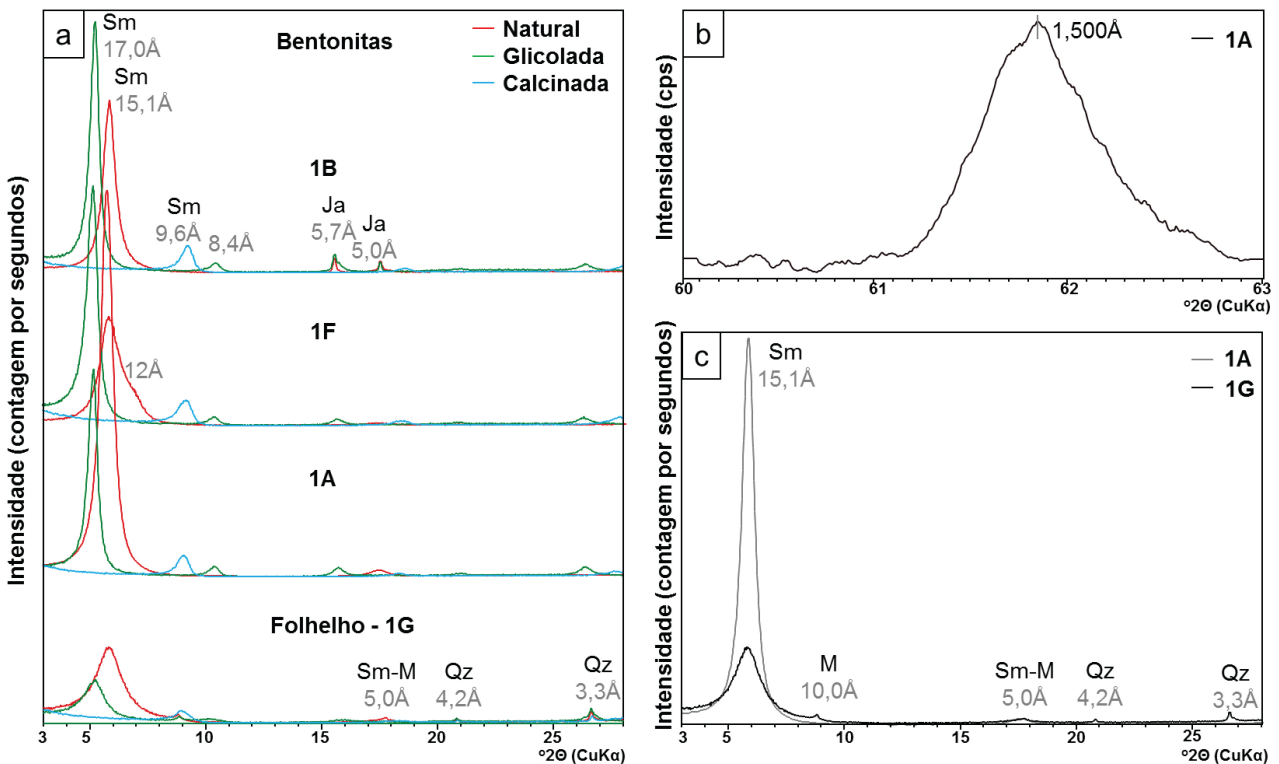 a
Bentonitas
Natural
Glicolada
Calcinada
Sm
17,0Å
Sm
15,1Å
1B
Sm
9,6Å
8,4Å
Ja
5,7Å
Ja
5,0Å
1F
12Å
1A
Folhelho - 1G
Sm-M
5,0Å
Qz
4,2Å
Qz
3,3Å
Intensidade (contagem por segundos)
3 5 10 15 20 25
°2Θ (CuKα)
b
1,500Å
1A
Intensidade (cps)
60 61 62 63
°2Θ (CuKα)
c
1A
1G
Sm
15,1Å
M
10,0Å
Sm-M
5,0Å
Qz
4,2Å
Qz
3,3Å
Intensidade (contagem por segundos)
3 5 10 15 20 25
°2Θ (CuKα)